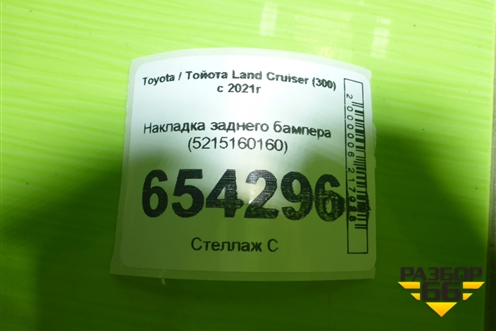 Toyota / Тойота Land Cruiser (300)
с 2021г
Накладка заднего бампера
(5215160160)
654296
Стеллаж С
РАЗБОР
66